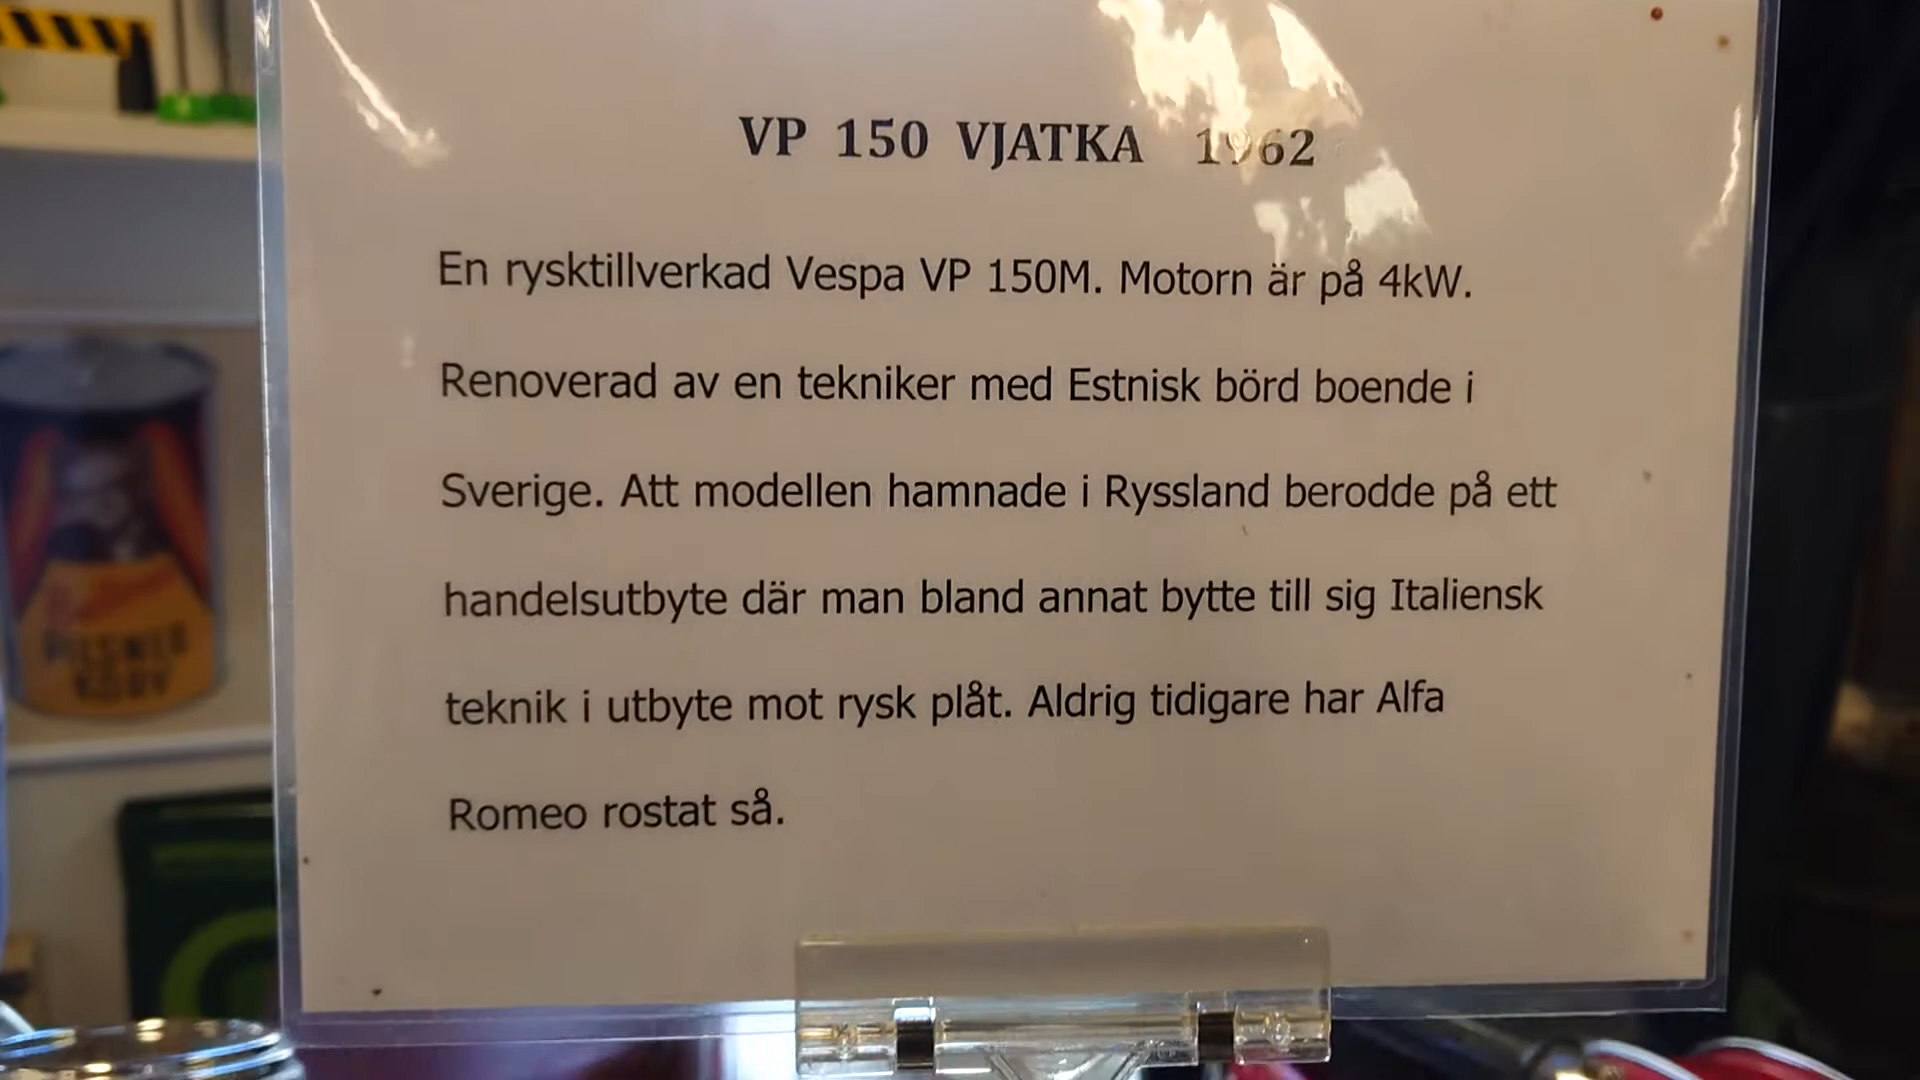 VP 150 VJATKA 1962
En rysktillverkad Vespa VP 150M. Motorn är på 4kW.
Renoverad av en tekniker med Estnisk börd boende i
Sverige. Att modellen hamnade i Ryssland berodde på ett
handelsutbyte där man bland annat bytte till sig Italiensk
teknik i utbyte mot rysk plåt. Aldrig tidigare har Alfa
Romeo rostat så.
PILSNER
KORV